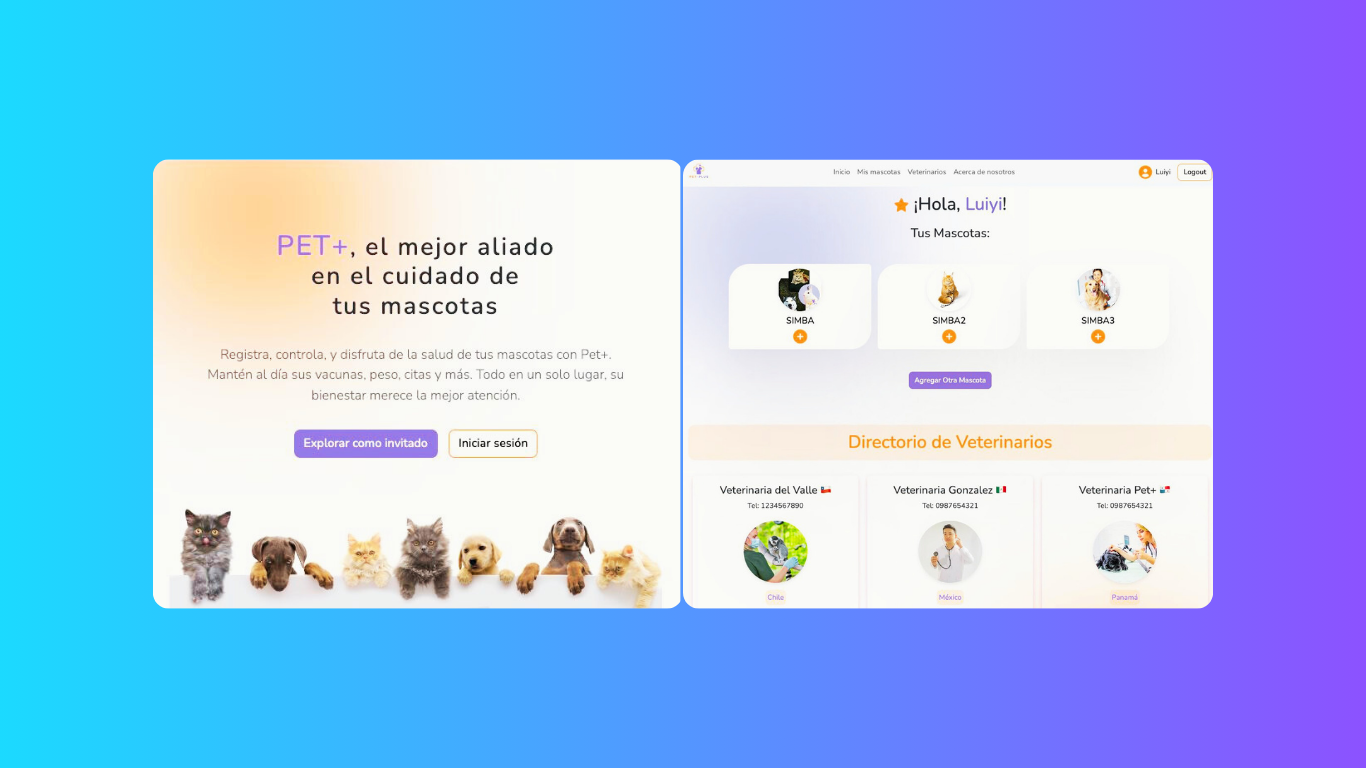 PET+, el mejor aliado
en el cuidado de
tus mascotas
Registra, controla, y disfruta de la salud de tus mascotas con Pet+.
Mantén al día sus vacunas, peso, citas y más. Todo en un solo lugar, su
bienestar merece la mejor atención.
Explorar como invitado
Iniciar sesión
Inicio Mis mascotas Veterinarios Acerca de nosotros
Luiyi
Logout
¡Hola, Luiyi!
Tus Mascotas:
SIMBA
SIMBA2
SIMBA3
Agregar Otra Mascota
Directorio de Veterinarios
Veterinaria del Valle
Tel: 1234567890
Chile
Veterinaria Gonzalez
Tel: 0987654321
México
Veterinaria Pet+
Tel: 0987654321
Panamá